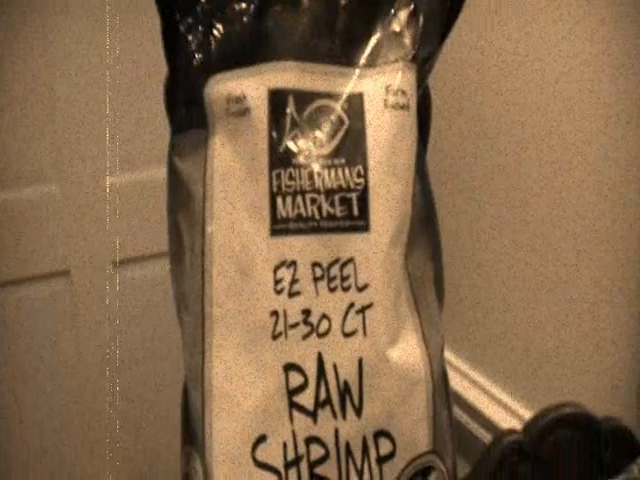 FISHERMANS
MARKET
EZ PEEL
21-30 CT
RAW
SHRIMP